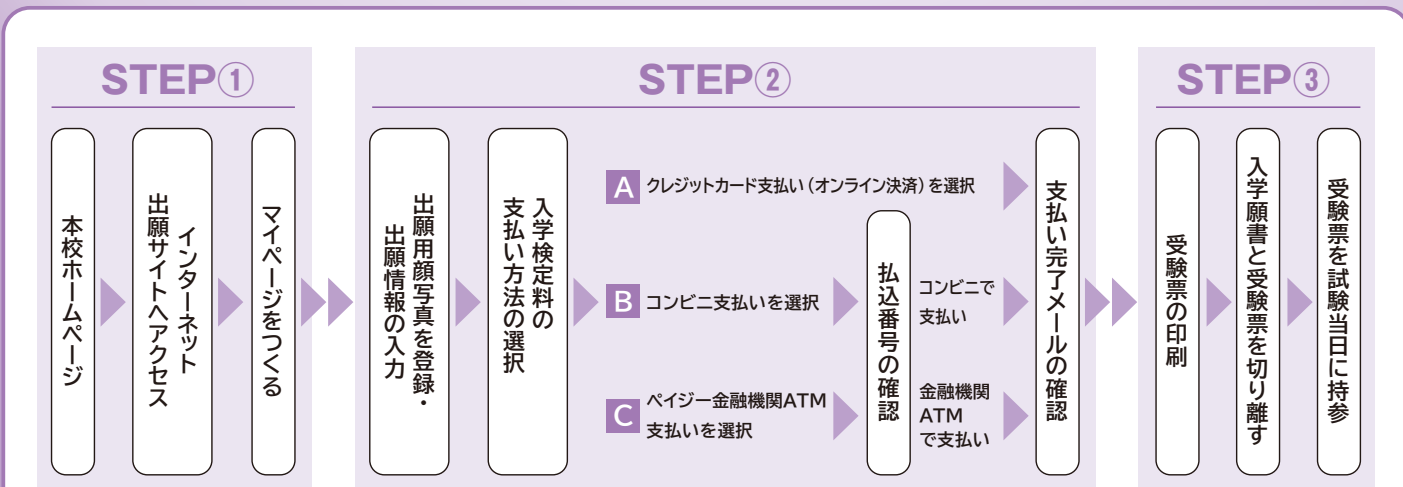 STEP①
本校ホームページ
インターネット
出願サイトへアクセス
マイページをつくる
STEP②
出願用顔写真を登録・
出願情報の入力
入学検定料の
支払い方法の選択
A クレジットカード支払い（オンライン決済）を選択
B コンビニ支払いを選択
C ペイジー金融機関ATM
支払いを選択
払込番号の確認
コンビニで
支払い
金融機関
ATM
で支払い
支払い完了メールの確認
STEP③
受験票の印刷
入学願書と受験票を切り離す
受験票を試験当日に持参